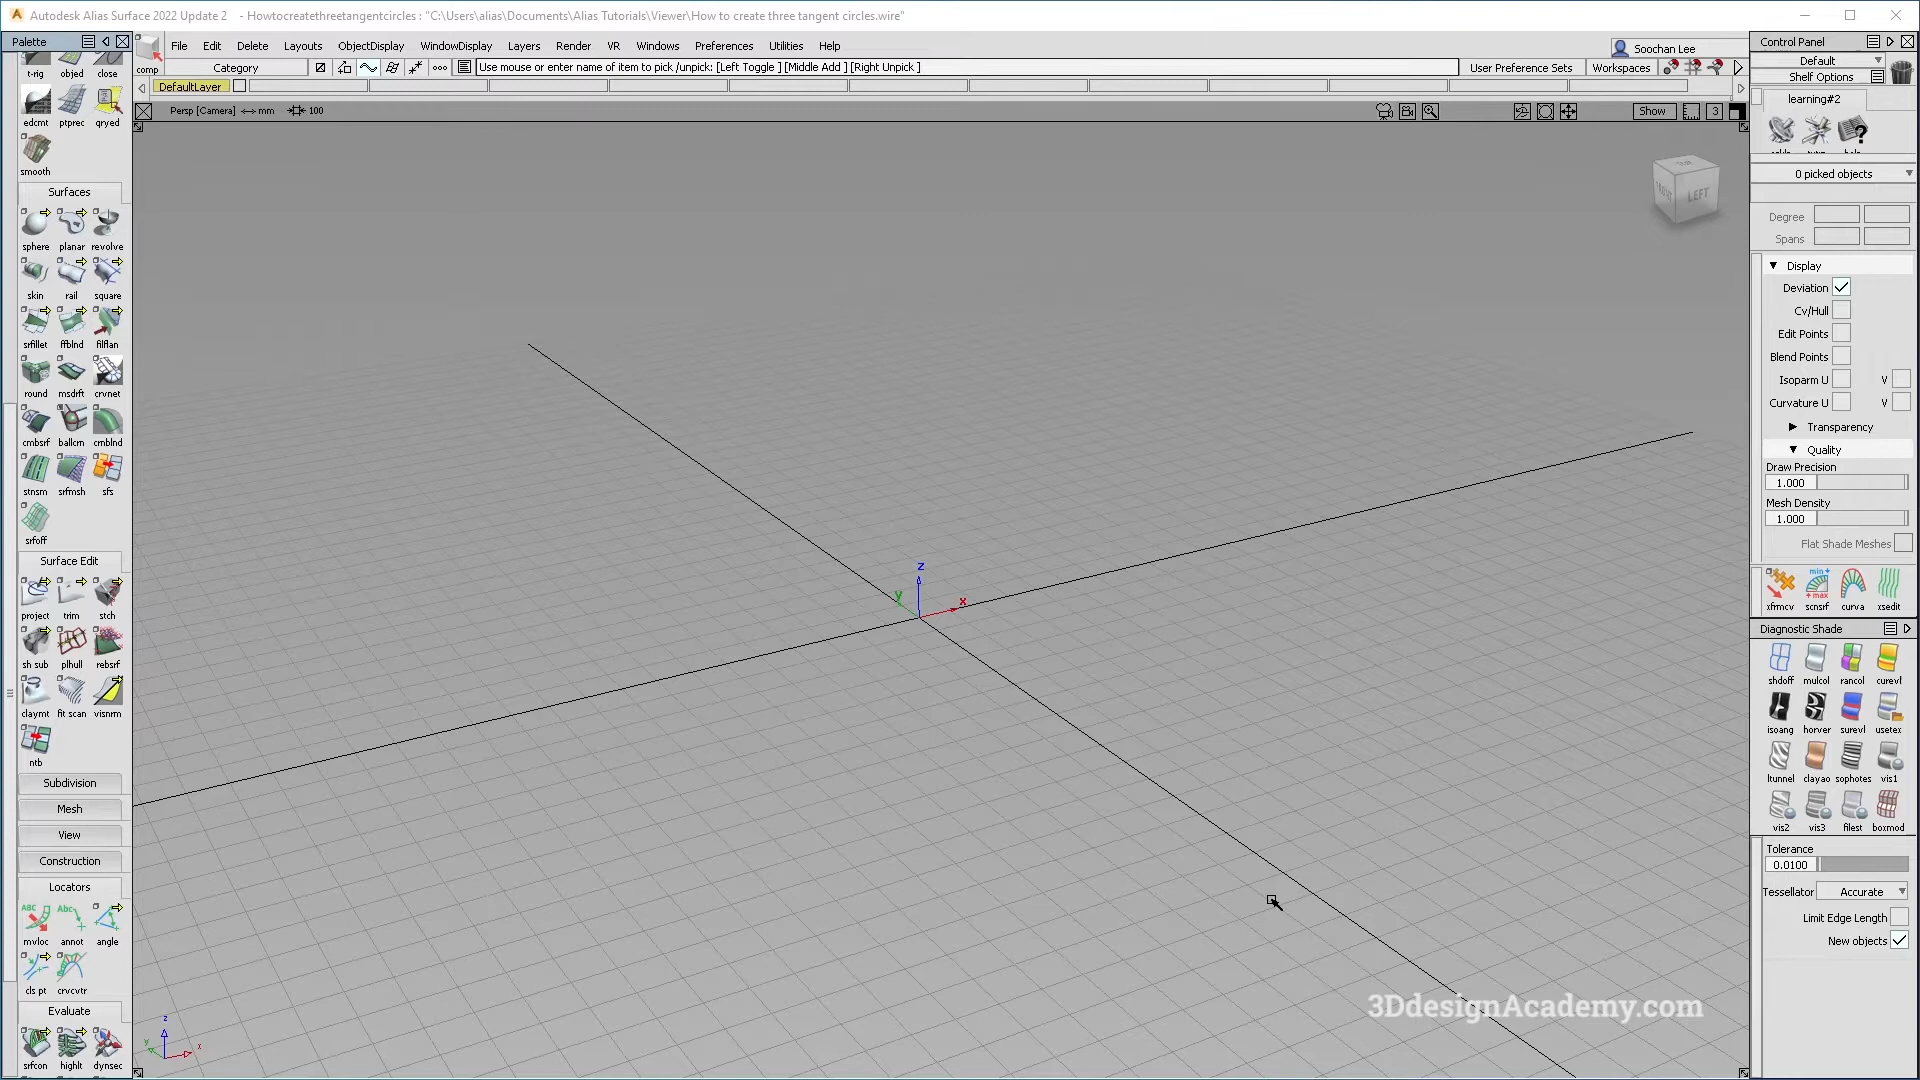 Autodesk Alias Surface 2022 Update 2 - Howtocreatethreetangentcircles : "C:\Users\alias\Documents\Alias Tutorials\Viewer\How to create three tangent circles.wire"
Palette
File Edit Delete Layouts ObjectDisplay WindowDisplay Layers Render VR Windows Preferences Utilities Help
Soochan Lee
comp
Category
Use mouse or enter name of item to pick /unpick: [Left Toggle ] [Middle Add ] [Right Unpick ]
User Preference Sets
Workspaces
DefaultLayer
Persp [Camera] mm 100
Show
3
t-rig objed close
edcmt ptprec qryed
smooth
Surfaces
sphere planar revolve
skin rail square
srfillet ffblnd filflan
round msdrft crvnet
cmbsrf ballcrn crnblnd
stnsm srfmsh sfs
srfoff
Surface Edit
project trim stch
sh sub plhull rebsrf
claymt fit scan visnrm
ntb
Subdivision
Mesh
View
Construction
Locators
ABC Abc
mvloc annot angle
cls pt crvcvtr
Evaluate
srfcon highlt dynsec
LEFT
z
y
x
z
y
x
3DdesignAcademy.com
Control Panel
Default
Shelf Options
learning#2
0 picked objects
Degree
Spans
Display
Deviation
Cv/Hull
Edit Points
Blend Points
Isoparm U V
Curvature U V
Transparency
Quality
Draw Precision
1.000
Mesh Density
1.000
Flat Shade Meshes
min
max
xfrmcv scnsrf curva xsedit
Diagnostic Shade
shdoff mulcol rancol curevl
isoang horver surevl usetex
ltunnel clayao sophotes vis1
vis2 vis3 filest boxmod
Tolerance
0.0100
Tessellator Accurate
Limit Edge Length
New objects